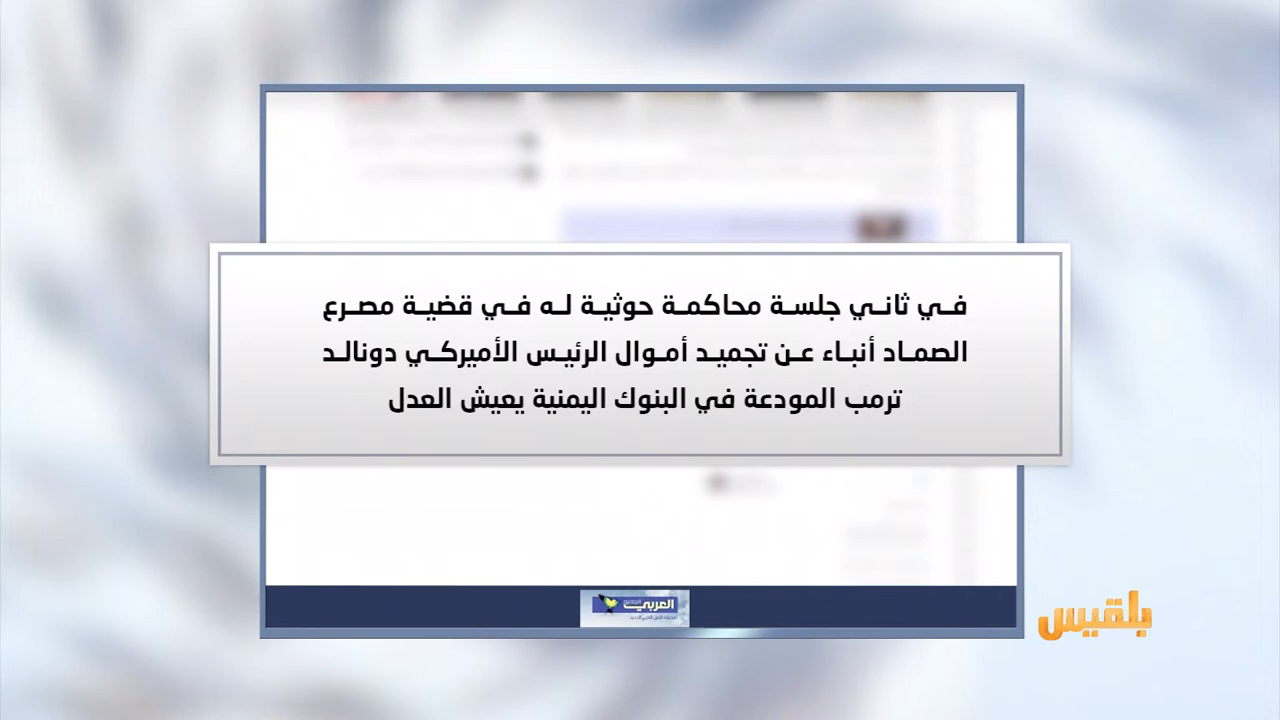 في ثاني جلسة محاكمة حوثية له في قضية مصرع
الصماد أنباء عن تجميد أموال الرئيس الأميركي دونالد
ترمب المودعة في البنوك اليمنية يعيش العدل
العربي الجديد
بلقيس